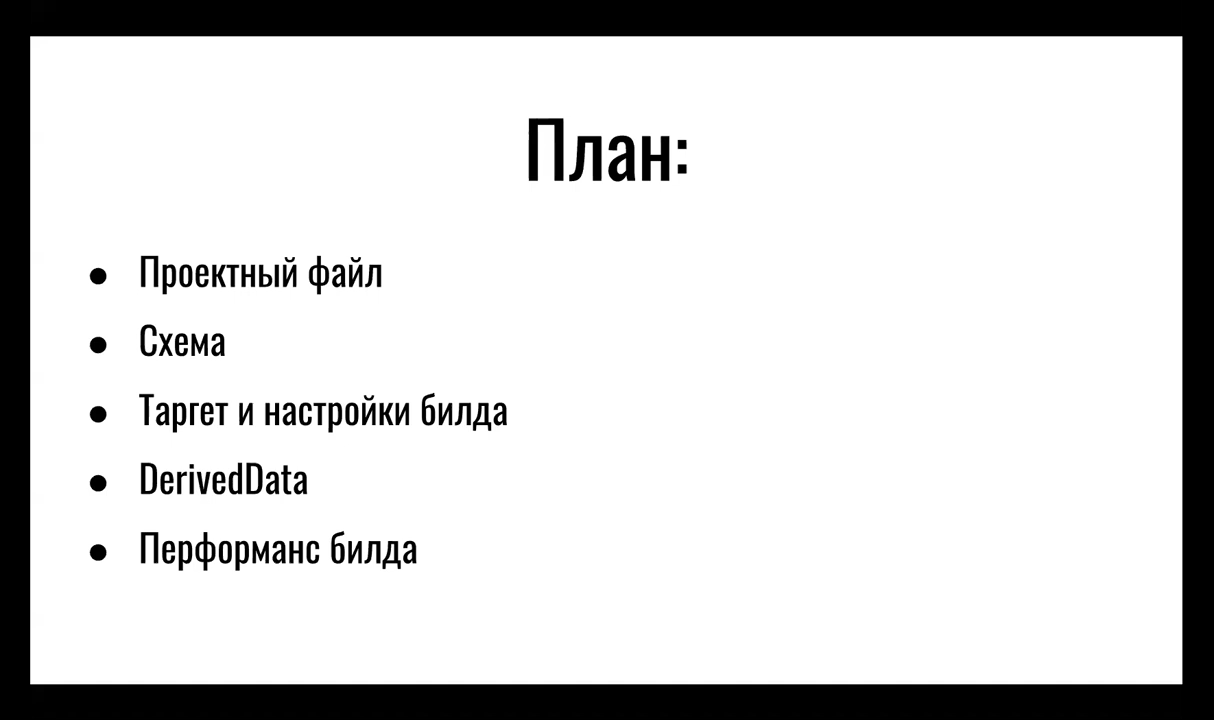 План:
● Проектный файл
● Схема
● Таргет и настройки билда
● DerivedData
● Перформанс билда